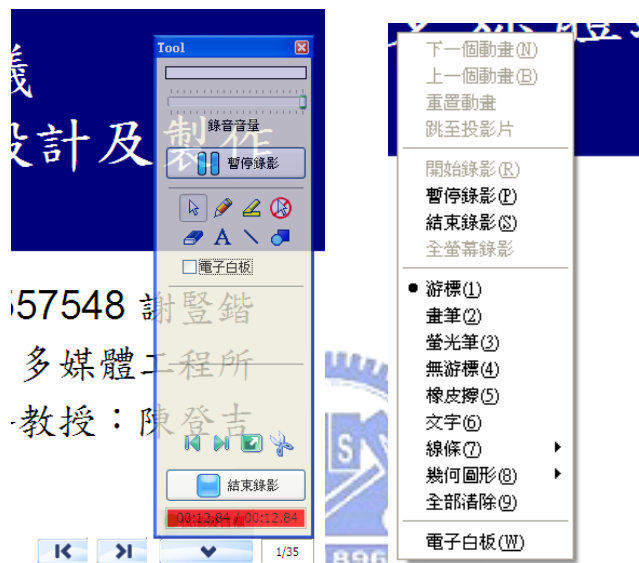 義
設計及製作
557548 謝豎鍇
多媒體工程所
教授：陳登吉
Tool
錄音音量
暫停錄影
電子白板
結束錄影
00:12.84 / 00:12.84
1/35
多媒體
下一個動畫(N)
上一個動畫(B)
重置動畫
跳至投影片
開始錄影(R)
暫停錄影(P)
結束錄影(S)
全螢幕錄影
游標(1)
畫筆(2)
螢光筆(3)
無游標(4)
橡皮擦(5)
文字(6)
線條(7)
幾何圖形(8)
全部清除(9)
電子白板(W)
S
896